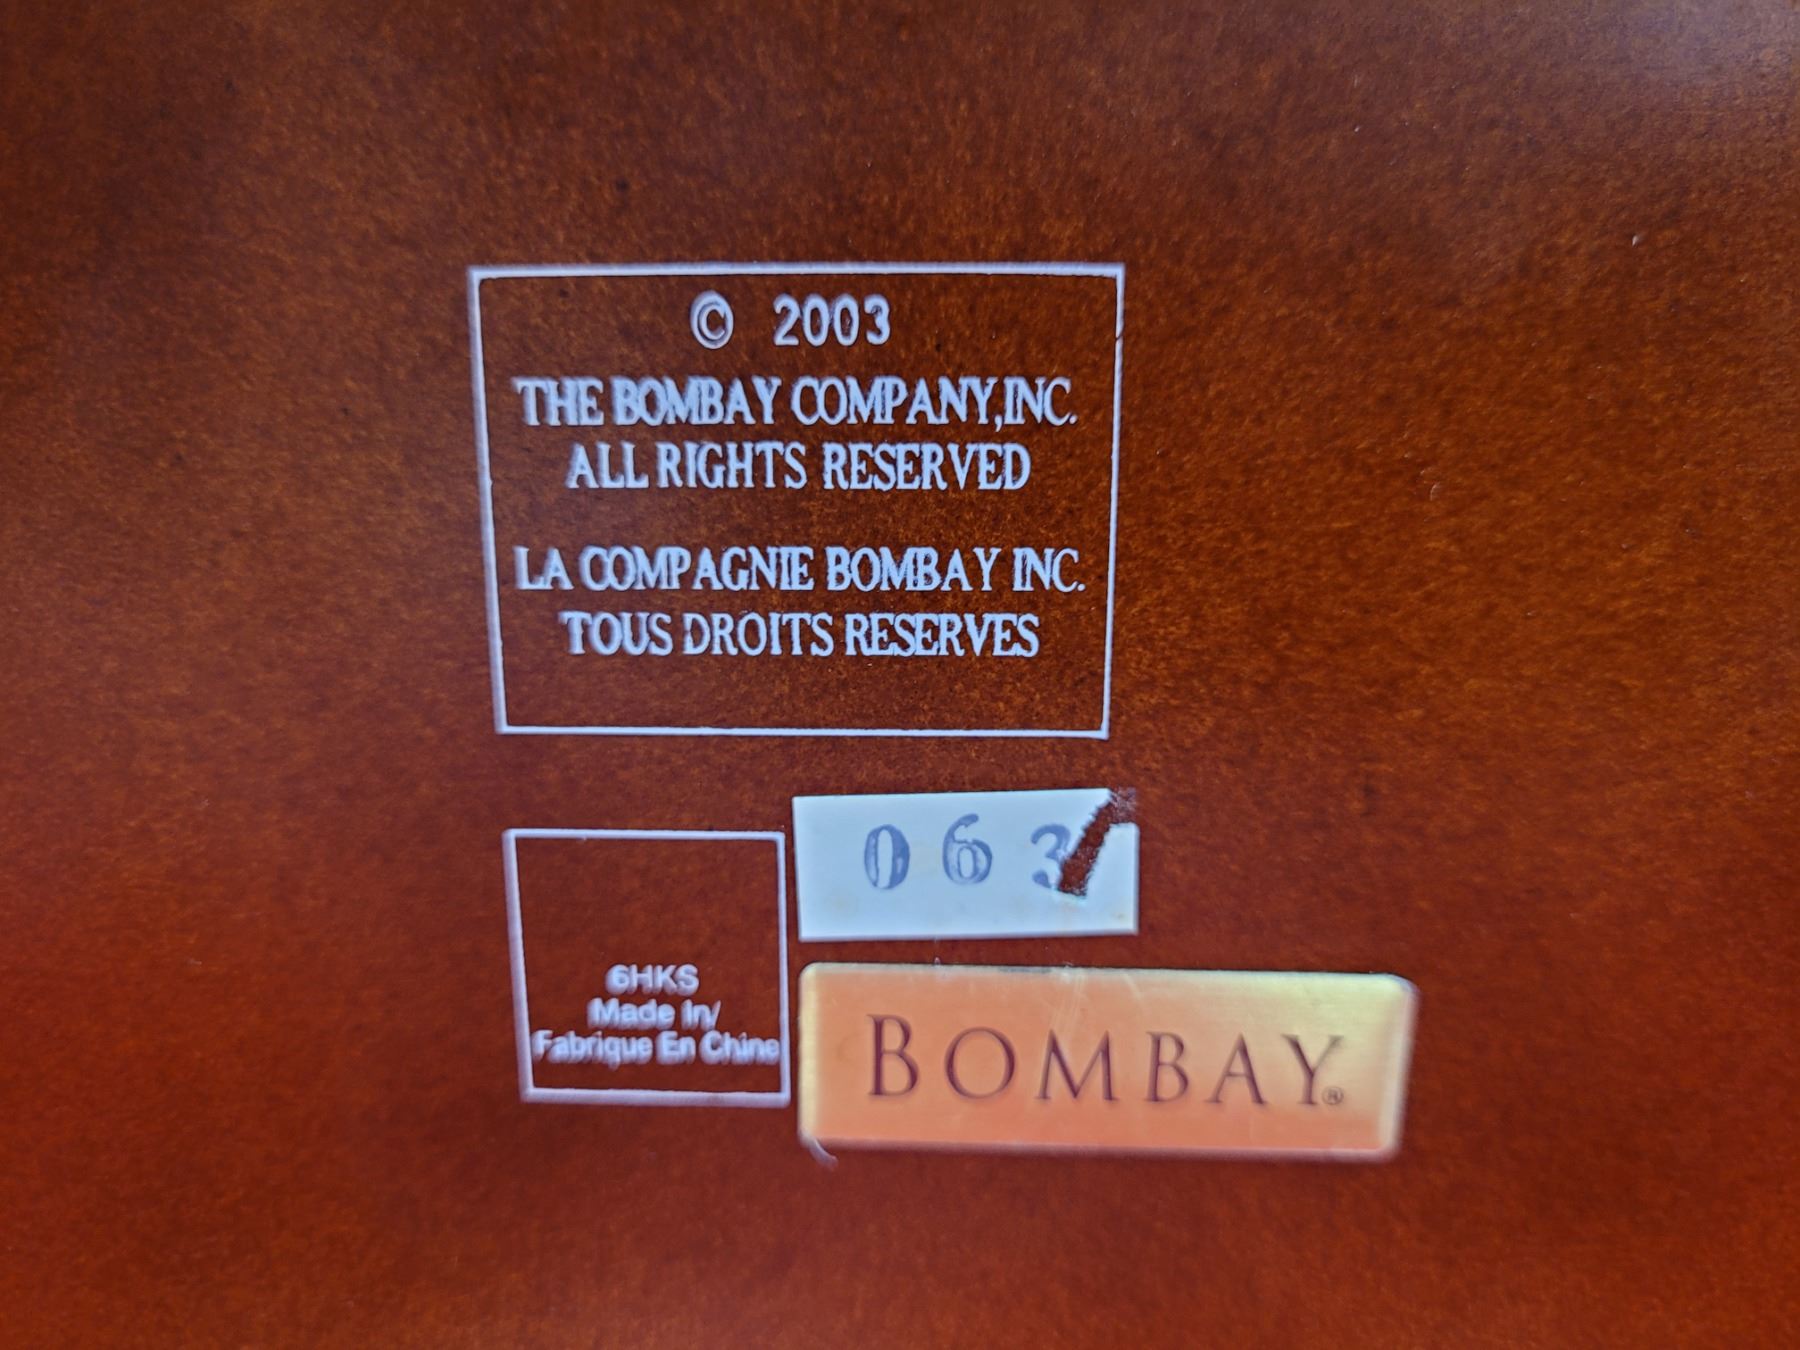 © 2003
THE BOMBAY COMPANY,INC.
ALL RIGHTS RESERVED
LA COMPAGNIE BOMBAY INC.
TOUS DROITS RESERVES
063
6HKS
Made In/
Fabrique En Chine
BOMBAY®